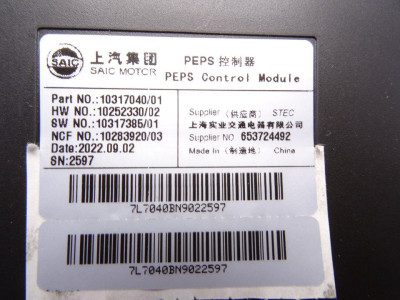 SAIC 上汽集团 PEPS 控制器
SAIC MOTOR PEPS Control Module
Part NO.:10317040/01
HW NO.:10252330/02 Supplier (供应商) STEC
SW NO.:10317385/01 上海实业交通电器有限公司
NCF NO.:10283920/03 Supplier NO. 653724492
Date:2022.09.02 Made in (制造地) China
SN:2597
7L7040BN9022597
7L7040BN9022597